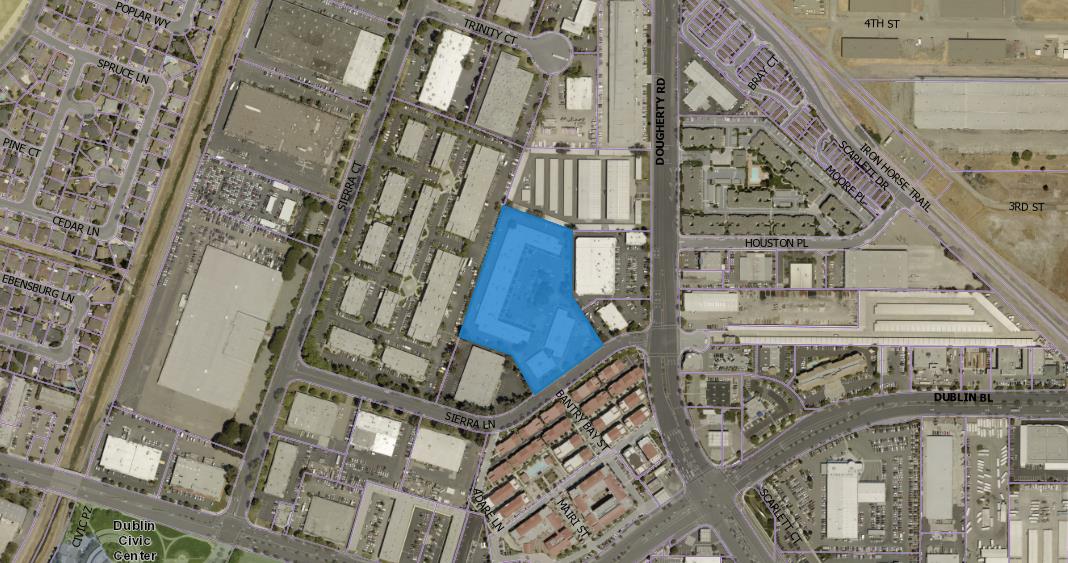 POPLAR WY
TRINITY CT
4TH ST
SPRUCE LN
BRAY CT
DOUGHERTY RD
PINE CT
IRON HORSE TRAIL
SCARLETT DR
MOORE PL
SIERRA CT
3RD ST
CEDAR LN
HOUSTON PL
EBENSBURG LN
DUBLIN BL
BANTRY BAY ST
SIERRA LN
ADARE LN
MATRI ST
SCARLETT CT
CIVIC PZ
Dublin
Civic
Center